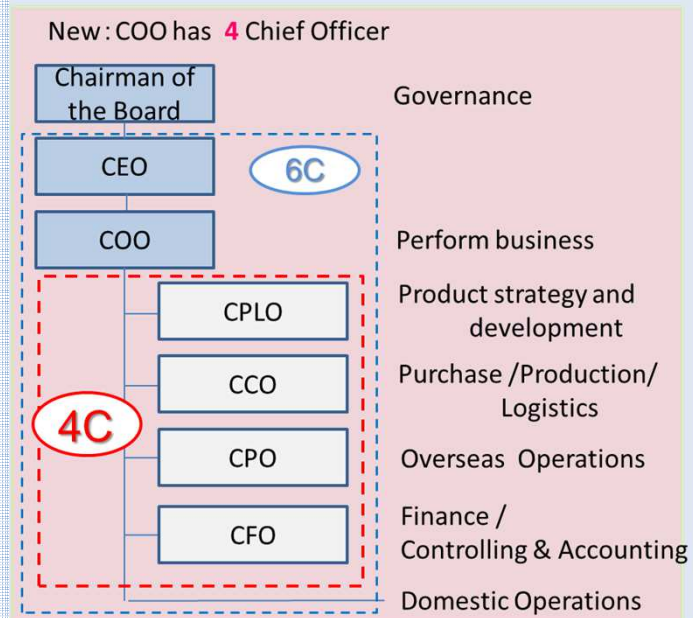 New : COO has 4 Chief Officer
Chairman of
the Board
Governance
CEO
6C
COO
Perform business
CPLO
Product strategy and
development
CCO
Purchase /Production/
Logistics
4C
CPO
Overseas Operations
CFO
Finance /
Controlling & Accounting
Domestic Operations